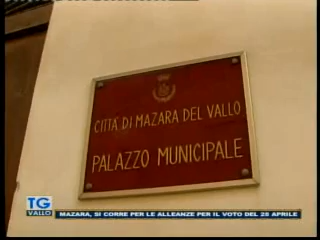 CITTÀ DI MAZARA DEL VALLO
PALAZZO MUNICIPALE
TG
VALLO
MAZARA, SI CORRE PER LE ALLEANZE PER IL VOTO DEL 28 APRILE